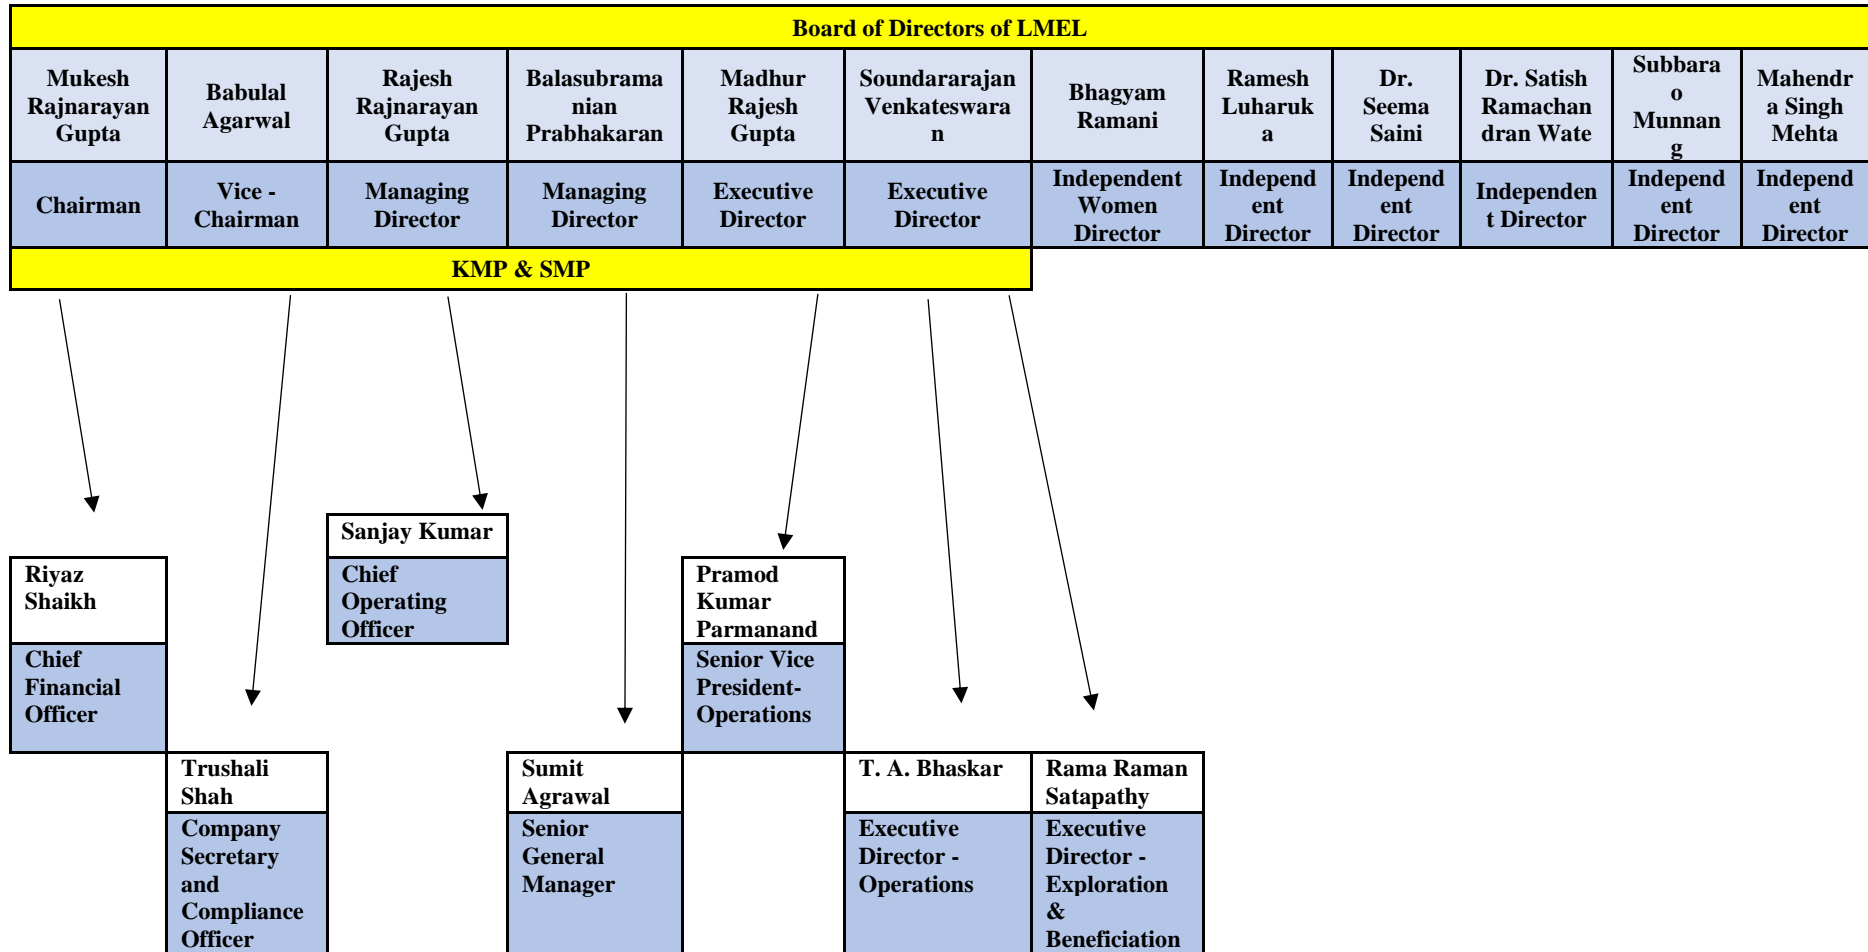 Board of Directors of LMEL
Mukesh
Rajnarayan
Gupta
Babulal
Agarwal
Rajesh
Rajnarayan
Gupta
Balasubrama
nian
Prabhakaran
Madhur
Rajesh
Gupta
Soundararajan
Venkateswara
n
Bhagyam
Ramani
Ramesh
Luharuk
a
Dr.
Seema
Saini
Dr. Satish
Ramachan
dran Wate
Subbara
o
Munnan
g
Mahendr
a Singh
Mehta
Chairman
Vice -
Chairman
Managing
Director
Managing
Director
Executive
Director
Executive
Director
Independent
Women
Director
Independ
ent
Director
Independ
ent
Director
Independen
t Director
Independ
ent
Director
Independ
ent
Director
KMP & SMP
Sanjay Kumar
Chief
Operating
Officer
Riyaz
Shaikh
Chief
Financial
Officer
Pramod
Kumar
Parmanand
Senior Vice
President-
Operations
Trushali
Shah
Company
Secretary
and
Compliance
Officer
Sumit
Agrawal
Senior
General
Manager
T. A. Bhaskar
Executive
Director -
Operations
Rama Raman
Satapathy
Executive
Director -
Exploration
&
Beneficiation